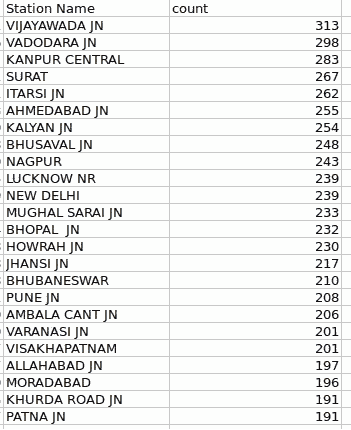 Station Name count
VIJAYAWADA JN 313
VADODARA JN 298
KANPUR CENTRAL 283
SURAT 267
ITARSI JN 262
AHMEDABAD JN 255
KALYAN JN 254
BHUSAVAL JN 248
NAGPUR 243
LUCKNOW NR 239
NEW DELHI 239
MUGHAL SARAI JN 233
BHOPAL  JN 232
HOWRAH JN 230
JHANSI JN 217
BHUBANESWAR 210
PUNE JN 208
AMBALA CANT JN 206
VARANASI JN 201
VISAKHAPATNAM 201
ALLAHABAD JN 197
MORADABAD 196
KHURDA ROAD JN 191
PATNA JN 191